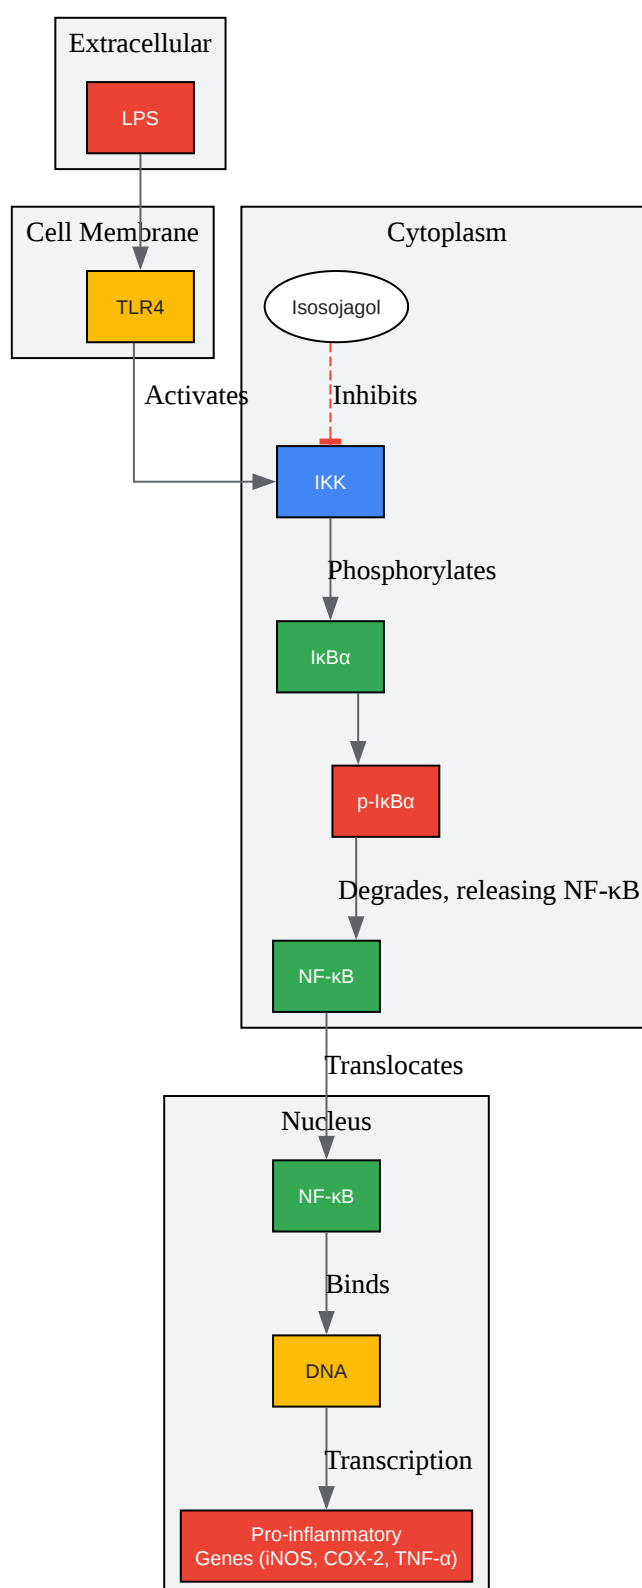 Extracellular
LPS
Cell Membrane
Cytoplasm
TLR4
Isosojagol
Activates
Inhibits
IKK
Phosphorylates
IκBα
p-IκBα
Degrades, releasing NF-κB
NF-κB
Translocates
Nucleus
NF-κB
Binds
DNA
Transcription
Pro-inflammatory
Genes (iNOS, COX-2, TNF-α)